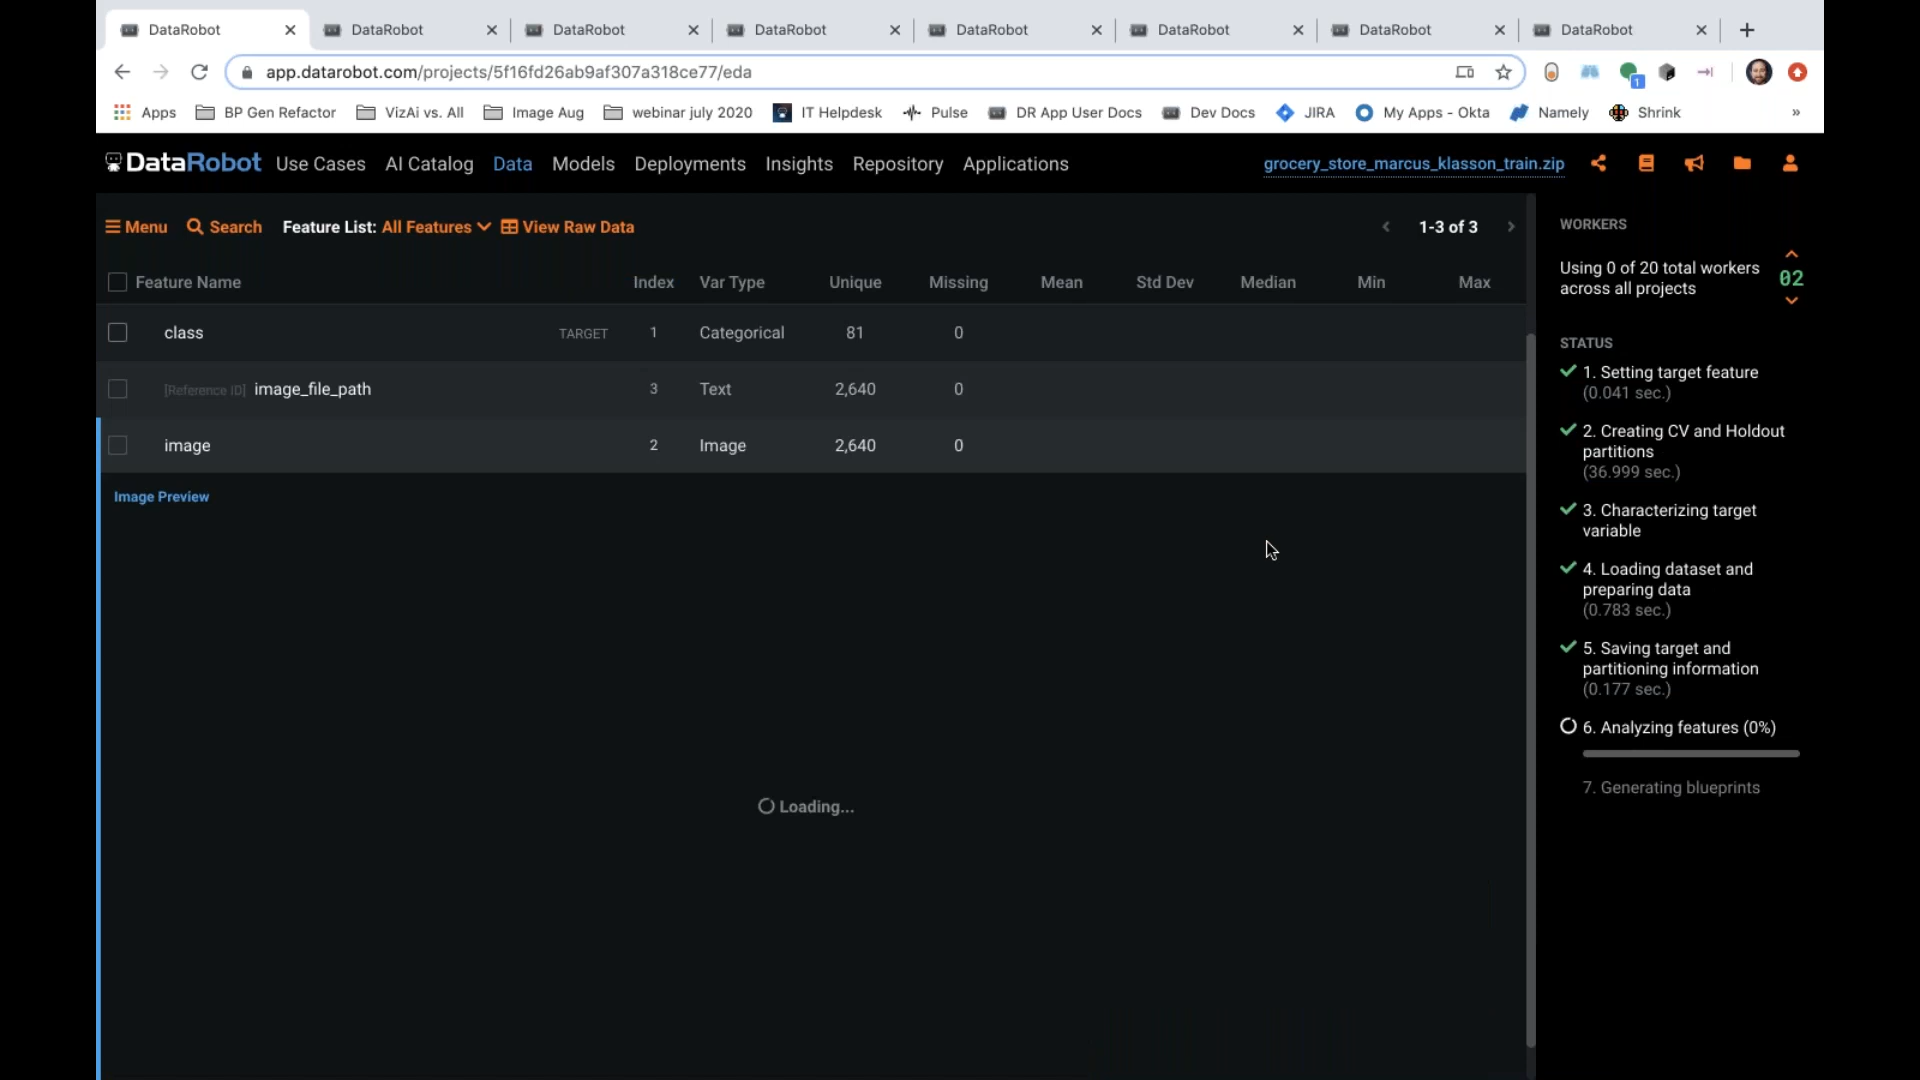 DataRobot DataRobot DataRobot DataRobot DataRobot DataRobot DataRobot DataRobot
app.datarobot.com/projects/5f16fd26ab9af307a318ce77/eda
1
Apps BP Gen Refactor VizAi vs. All Image Aug webinar july 2020 IT Helpdesk Pulse DR App User Docs Dev Docs JIRA My Apps - Okta Namely Shrink »
DataRobot Use Cases AI Catalog Data Models Deployments Insights Repository Applications grocery_store_marcus_klasson_train.zip
Menu Search Feature List: All Features View Raw Data 1-3 of 3
Feature Name Index Var Type Unique Missing Mean Std Dev Median Min Max
class TARGET 1 Categorical 81 0
[Reference ID] image_file_path 3 Text 2,640 0
image 2 Image 2,640 0
Image Preview
Loading...
WORKERS
Using 0 of 20 total workers
across all projects
02
STATUS
1. Setting target feature
(0.041 sec.)
2. Creating CV and Holdout
partitions
(36.999 sec.)
3. Characterizing target
variable
4. Loading dataset and
preparing data
(0.783 sec.)
5. Saving target and
partitioning information
(0.177 sec.)
6. Analyzing features (0%)
7. Generating blueprints